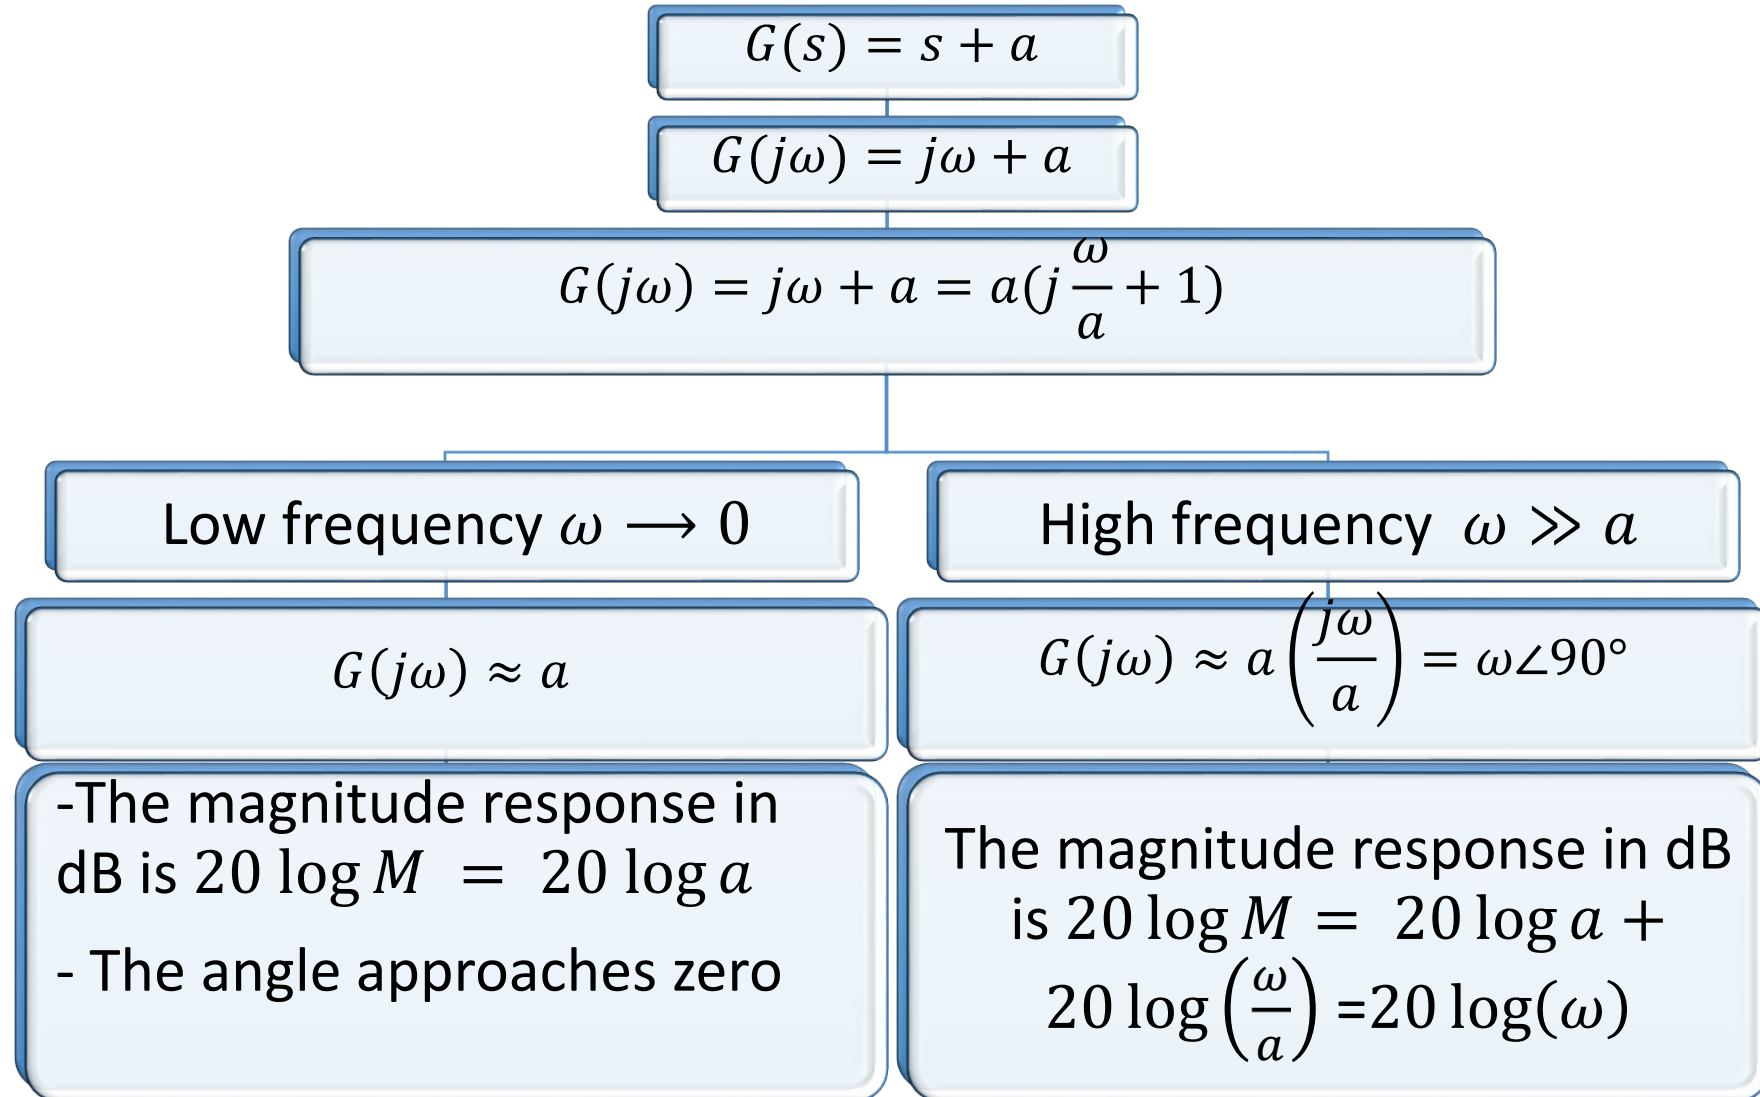 G(s) = s + a
G(jω) = jω + a
G(jω) = jω + a = a(j ω/a + 1)
Low frequency ω ⟶ 0
High frequency ω ≫ a
G(jω) ≈ a
G(jω) ≈ a (jω/a) = ω∠90°
-The magnitude response in
dB is 20 log M = 20 log a
- The angle approaches zero
The magnitude response in dB
is 20 log M = 20 log a +
20 log (ω/a) =20 log(ω)